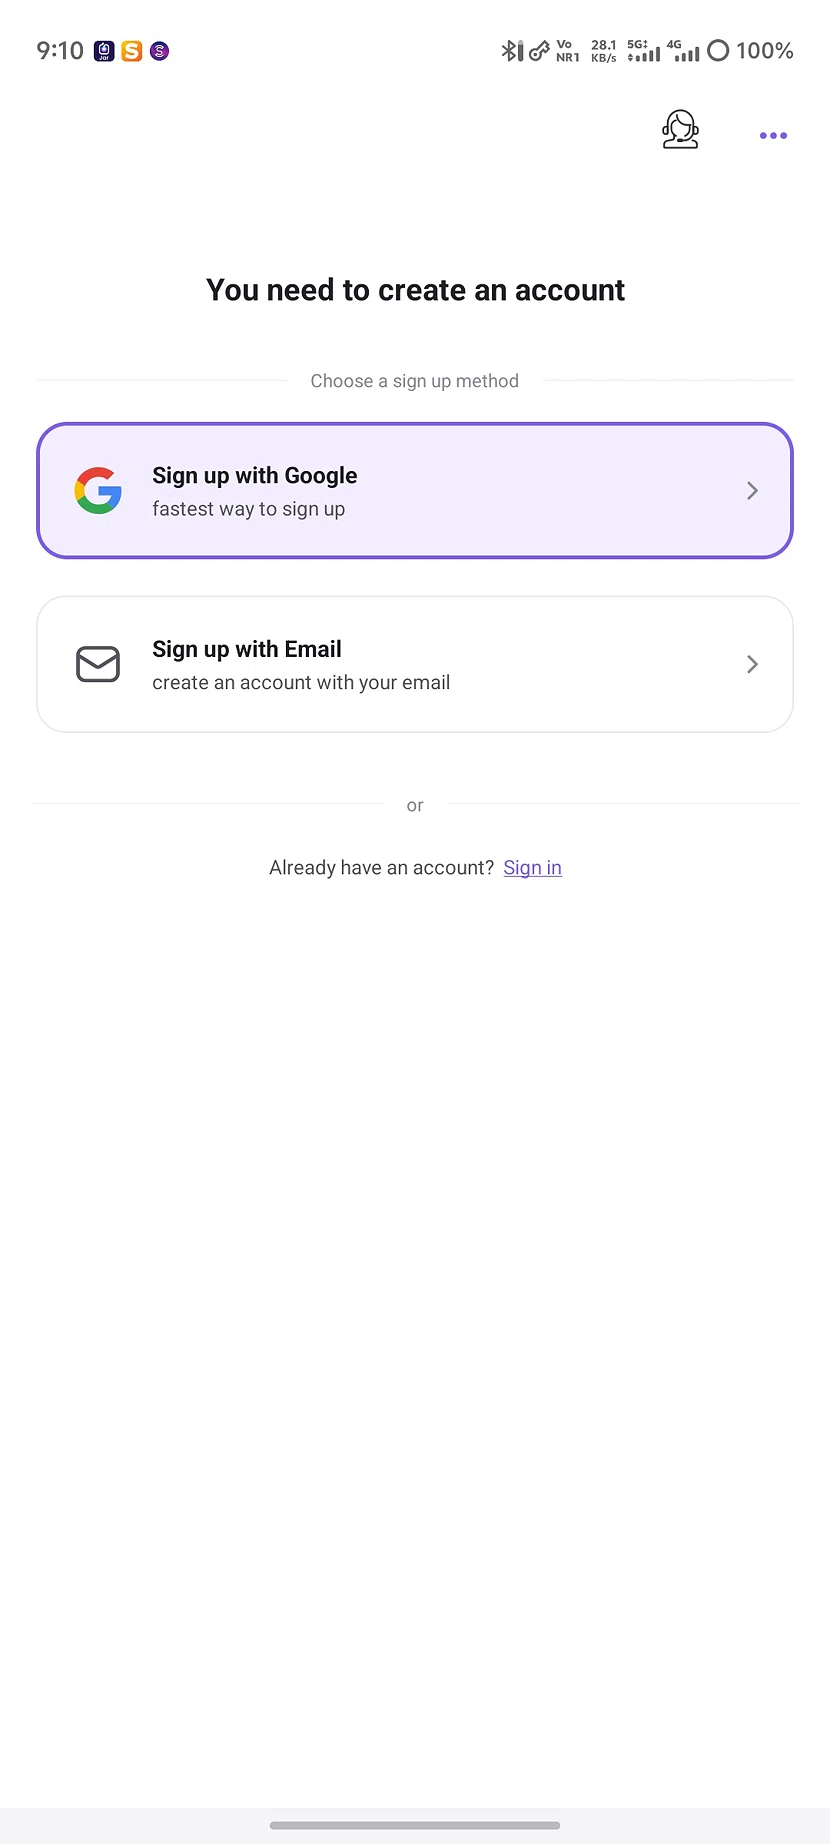 9:10 Jar S S Vo NR1 28.1 KB/s 5G 4G 100%
You need to create an account
Choose a sign up method
Sign up with Google
fastest way to sign up
Sign up with Email
create an account with your email
or
Already have an account? Sign in